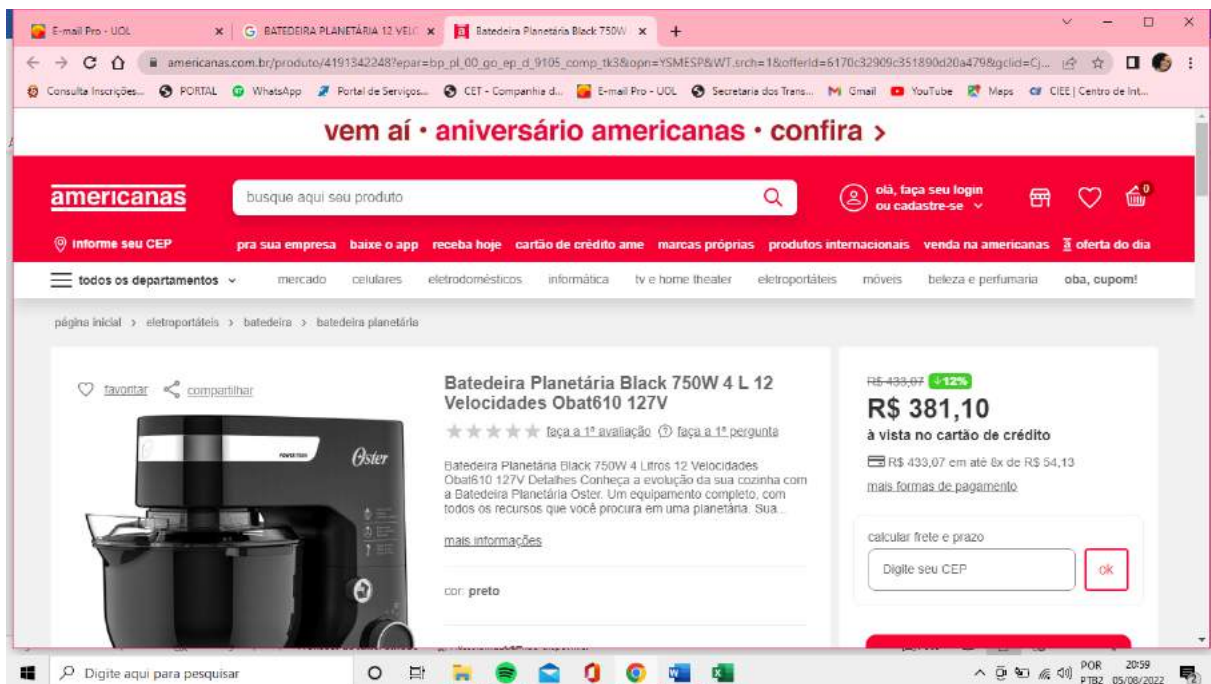 E-mail Pro - UOL
BATEDEIRA PLANETÁRIA 12 VELC
Batedeira Planetária Black 750W
americanas.com.br/produto/4191342248?epar=bp_pl_00_go_ep_d_9105_comp_tk3&opn=YSMESP&WT.srch=1&offerId=6170c32909c351890d20a479&gclid=Cj...
Consulta Inscrições... PORTAL WhatsApp Portal de Serviços... CET - Companhia d... E-mail Pro - UOL Secretaria dos Trans... Gmail YouTube Maps CIEE | Centro de Int...
vem aí • aniversário americanas • confira >
americanas
busque aqui seu produto
olá, faça seu login
ou cadastre-se
0
informe seu CEP
pra sua empresa baixe o app receba hoje cartão de crédito ame marcas próprias produtos internacionais venda na americanas oferta do dia
todos os departamentos mercado celulares eletrodomésticos informática tv e home theater eletroportáteis móveis beleza e perfumaria oba, cupom!
página inicial > eletroportáteis > batedeira > batedeira planetária
favoritar compartilhar
Oster
Batedeira Planetária Black 750W 4 L 12
Velocidades Obat610 127V
faça a 1ª avaliação faça a 1ª pergunta
Batedeira Planetária Black 750W 4 Litros 12 Velocidades
Obat610 127V Detalhes Conheça a evolução da sua cozinha com
a Batedeira Planetária Oster. Um equipamento completo, com
todos os recursos que você procura em uma planetária. Sua...
mais informações
cor: preto
R$ 433,07 ↓12%
R$ 381,10
à vista no cartão de crédito
R$ 433,07 em até 8x de R$ 54,13
mais formas de pagamento
calcular frete e prazo
Digite seu CEP
ok
Digite aqui para pesquisar
POR
PTB2
20:59
05/08/2022
2